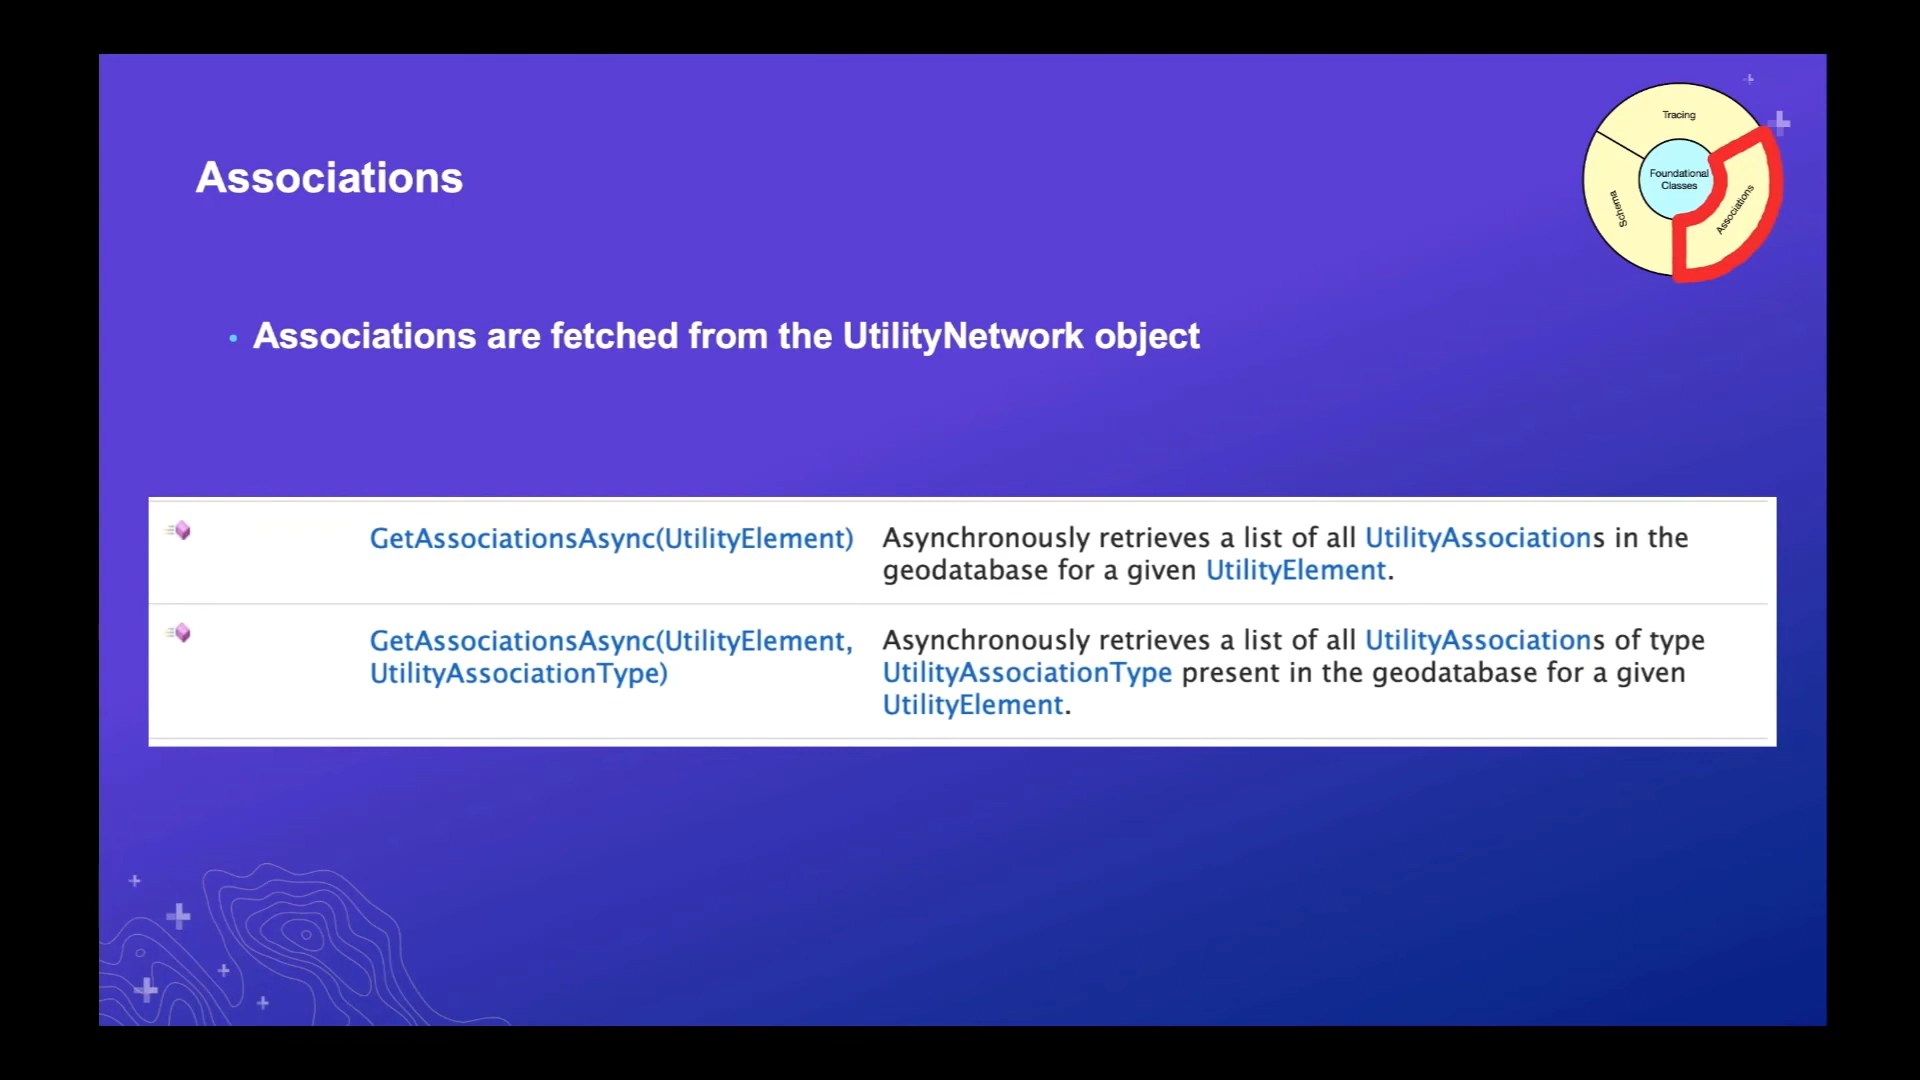 Tracing
Foundational
Classes
Schema
Associations
Associations
Associations are fetched from the UtilityNetwork object
GetAssociationsAsync(UtilityElement)
Asynchronously retrieves a list of all UtilityAssociations in the
geodatabase for a given UtilityElement.
GetAssociationsAsync(UtilityElement,
UtilityAssociationType)
Asynchronously retrieves a list of all UtilityAssociations of type
UtilityAssociationType present in the geodatabase for a given
UtilityElement.